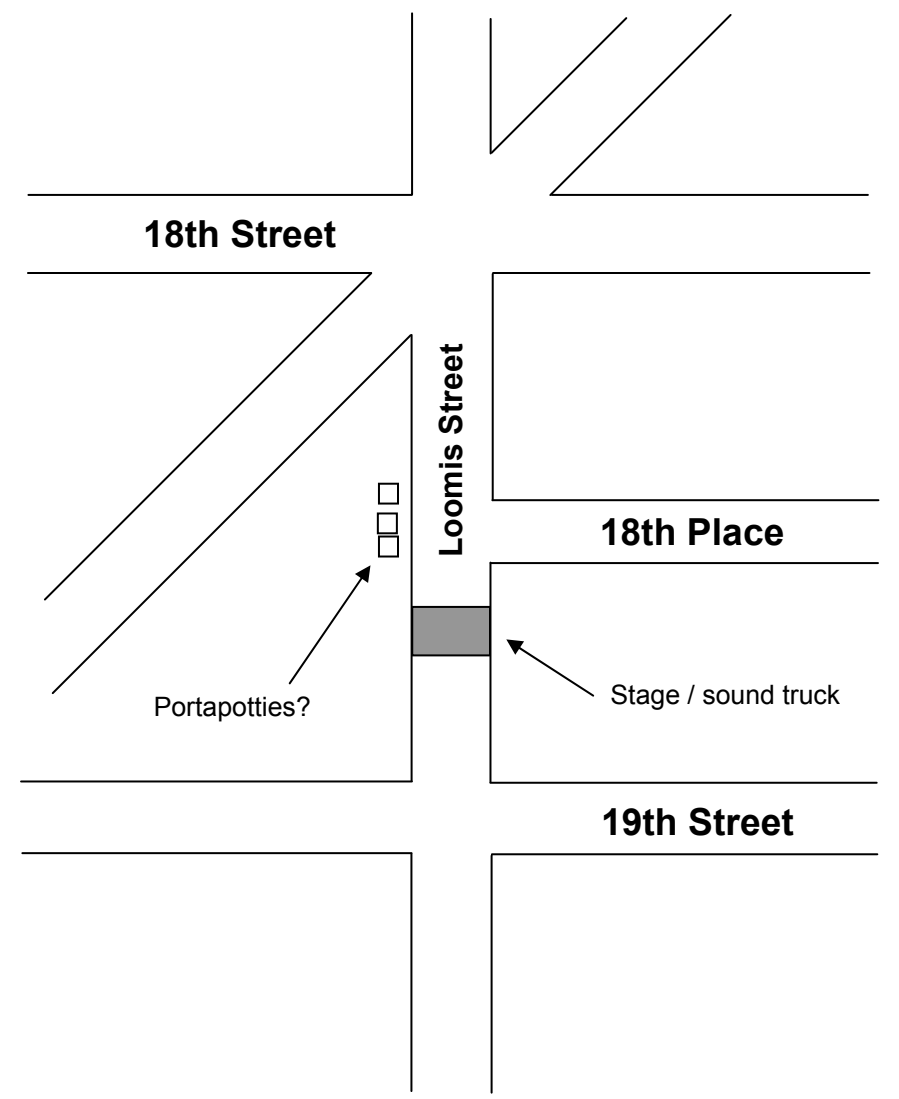 18th Street
Loomis Street
18th Place
Portapotties?
Stage / sound truck
19th Street